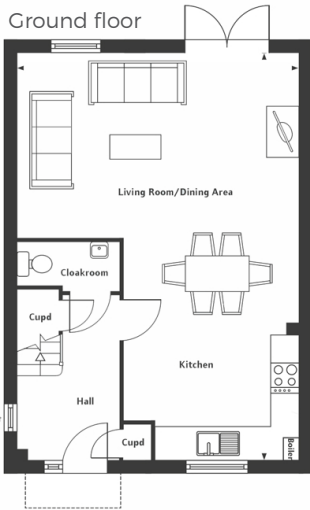 Ground floor
Living Room/Dining Area
Cloakroom
Cupd
Kitchen
Hall
Cupd
Boiler